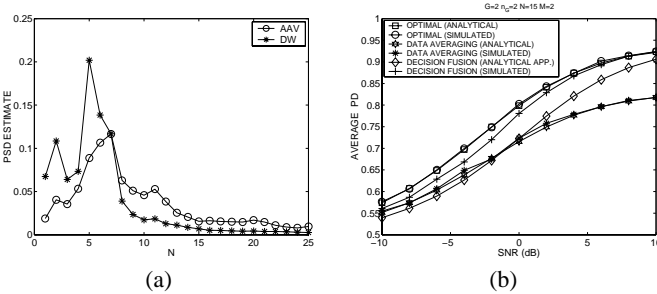 AAV
DW
PSD ESTIMATE
0.25
0.2
0.15
0.1
0.05
0
0 5 10 15 20 25
N
(a)
G=2 n_G=2 N=15 M=2
OPTIMAL (ANALYTICAL)
OPTIMAL (SIMULATED)
DATA AVERAGING (ANALYTICAL)
DATA AVERAGING (SIMULATED)
DECISION FUSION (ANALYTICAL APP.)
DECISION FUSION (SIMULATED)
AVERAGE PD
1
0.95
0.9
0.85
0.8
0.75
0.7
0.65
0.6
0.55
0.5
−10 −5 0 5 10
SNR (dB)
(b)